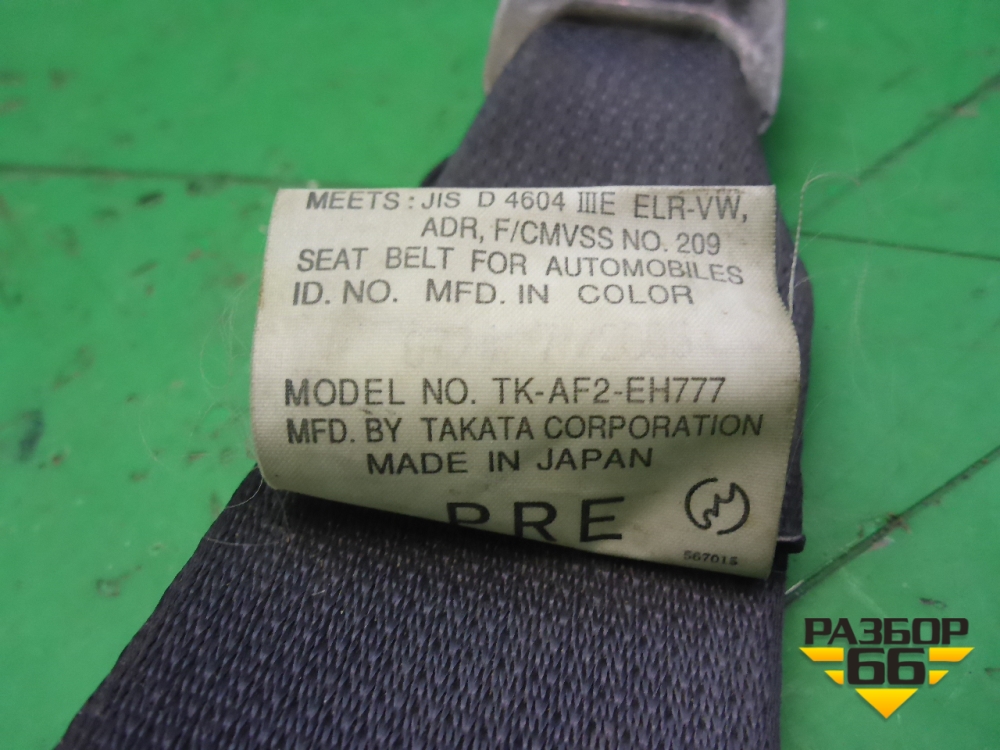 MEETS : JIS D 4604 IIIE ELR-VW,
ADR, F/CMVSS NO. 209
SEAT BELT FOR AUTOMOBILES
ID. NO. MFD. IN COLOR
MODEL NO. TK-AF2-EH777
MFD. BY TAKATA CORPORATION
MADE IN JAPAN
PRE
567015
РАЗБОР
66